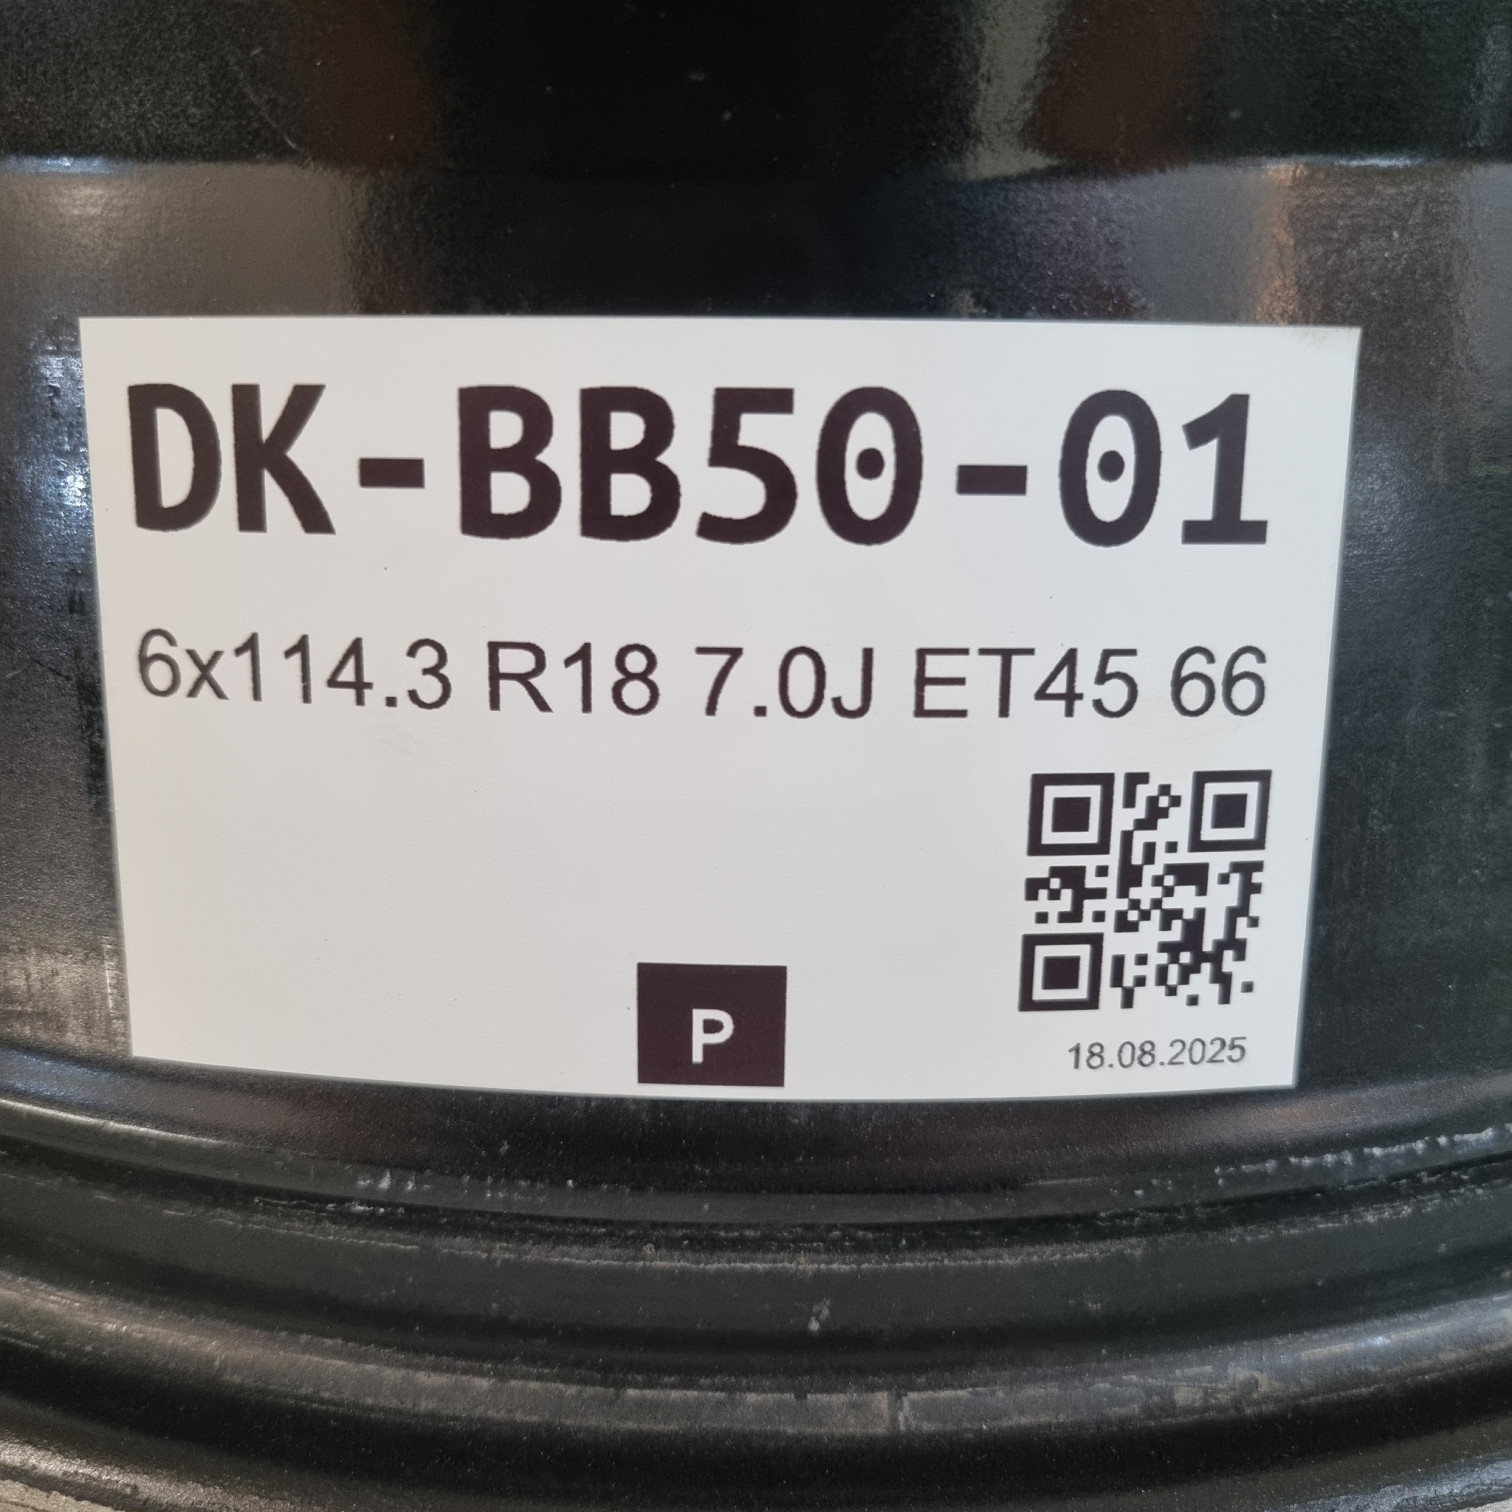 DK-BB50-01
6x114.3 R18 7.0J ET45 66
P
18.08.2025